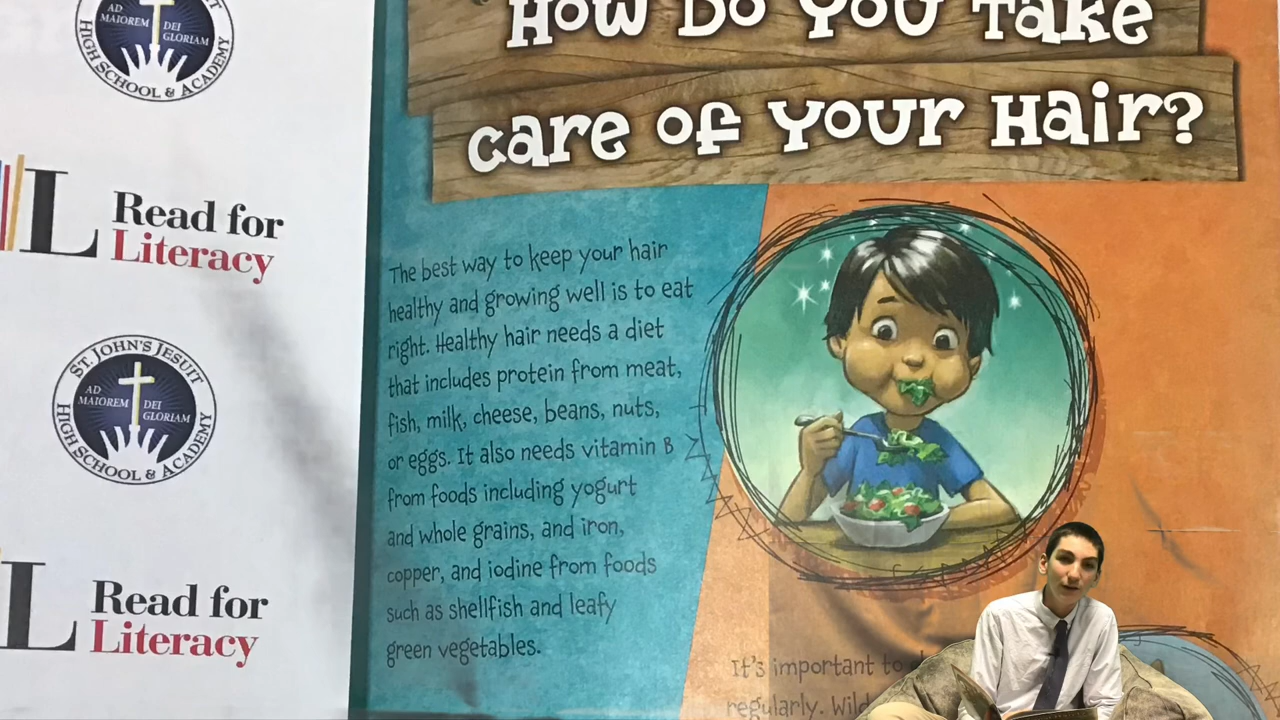 ST. JOHN'S JESUIT
AD MAIOREM DEI GLORIAM
HIGH SCHOOL & ACADEMY
L Read for
Literacy
ST. JOHN'S JESUIT
AD MAIOREM DEI GLORIAM
HIGH SCHOOL & ACADEMY
L Read for
Literacy
How Do You Take
care of Your Hair?
The best way to keep your hair
healthy and growing well is to eat
right. Healthy hair needs a diet
that includes protein from meat,
fish, milk, cheese, beans, nuts,
or eggs. It also needs vitamin B
from foods including yogurt
and whole grains, and iron,
copper, and iodine from foods
such as shellfish and leafy
green vegetables.
It's important to
regularly.